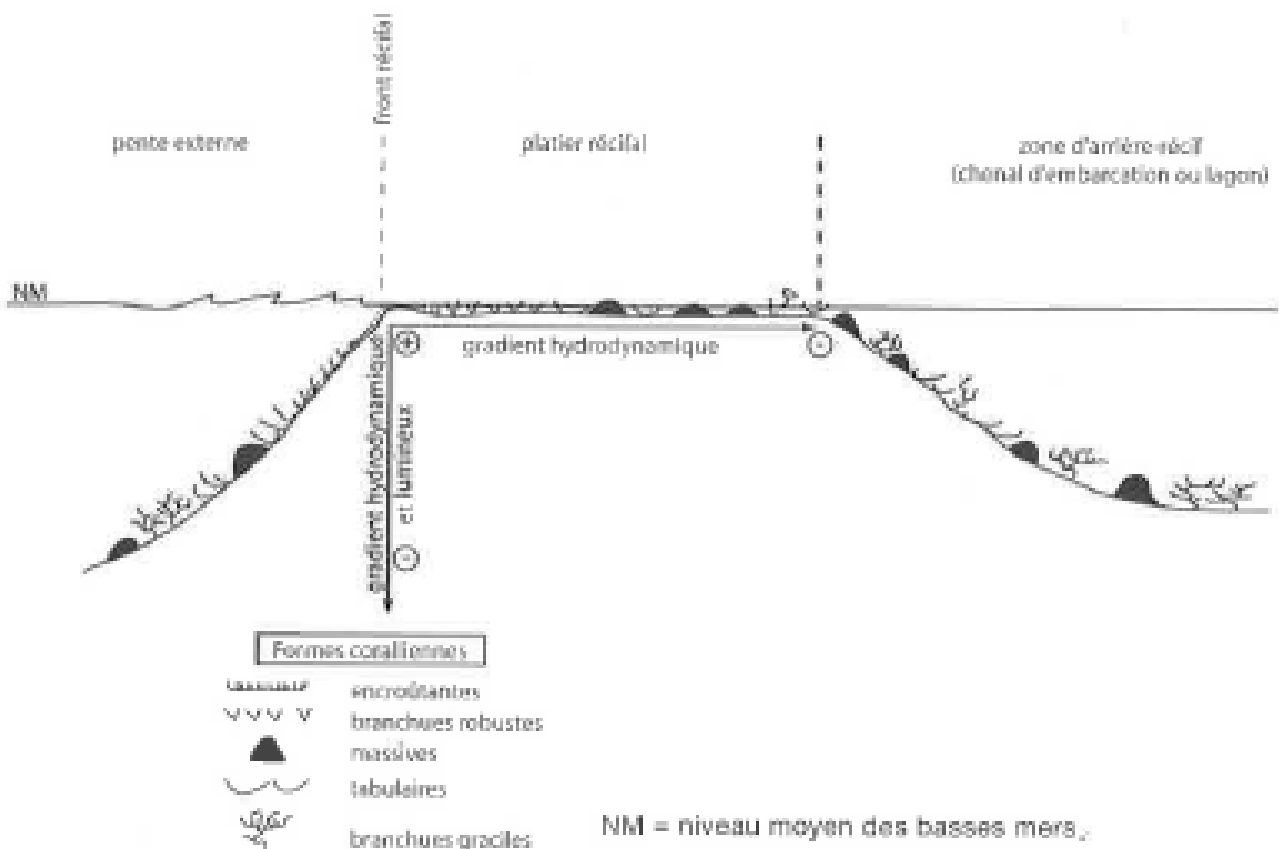 front récifal
pente externe
platier récifal
zone d'arrière-récif
(chenal d'embarcation ou lagon)
NM
gradient hydrodynamique
gradient hydrodynamique
et lumineux
Formes coralliennes
encroûtantes
branchues robustes
massives
tabulaires
branchues graciles
NM = niveau moyen des basses mers.